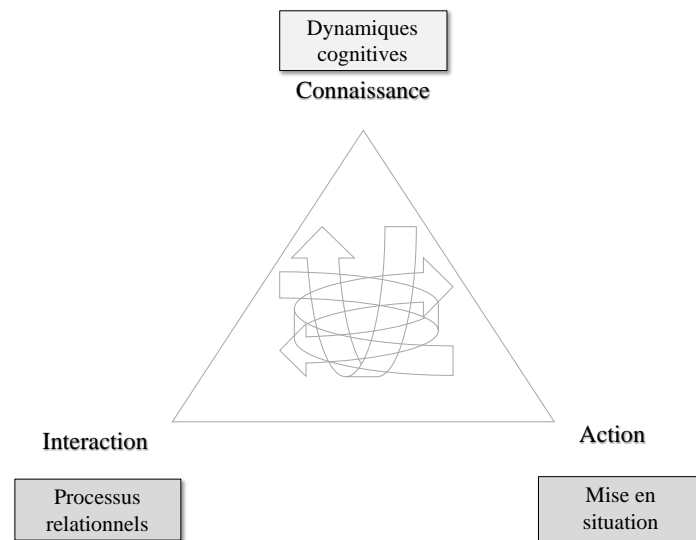 Dynamiques
cognitives
Connaissance
Interaction
Action
Processus
relationnels
Mise en
situation